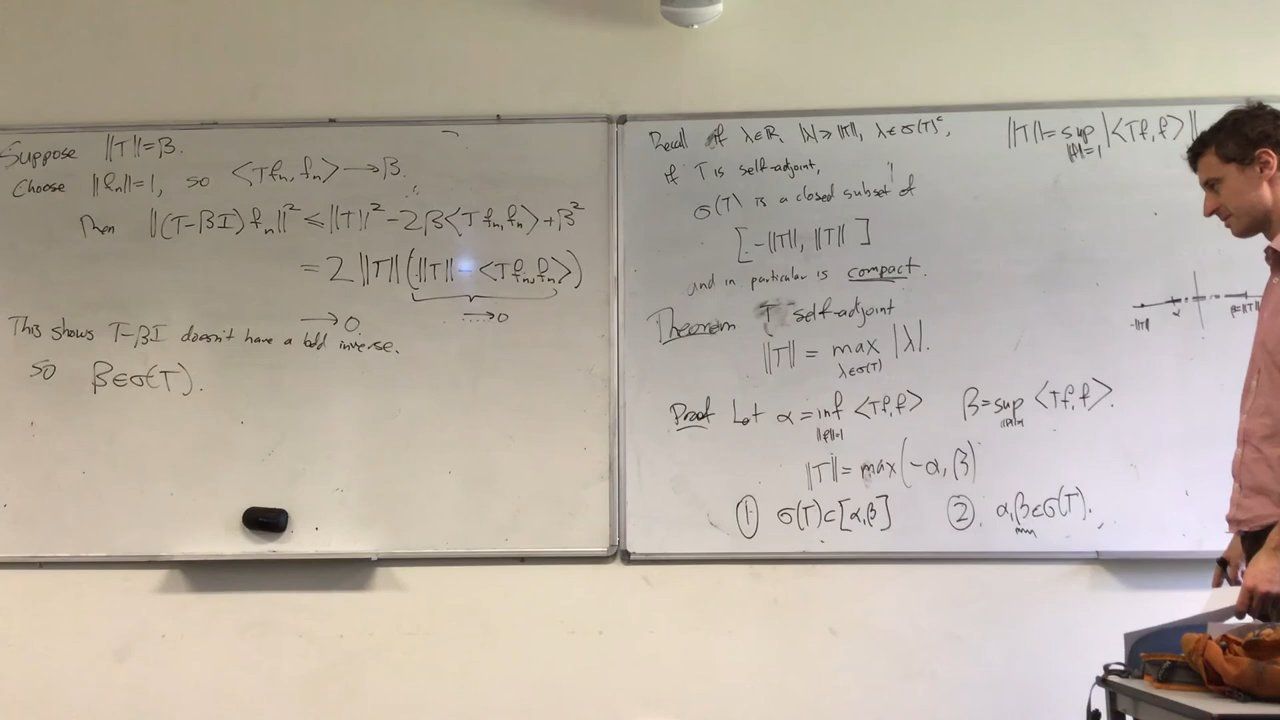 Suppose ||T||=β.
Choose ||fₙ||=1, so ⟨Tfₙ, fₙ⟩ → β.
Then ||(T-βI)fₙ||² ≤ ||T||² - 2β⟨Tfₙ,fₙ⟩ + β²
= 2||T||(||T|| - ⟨Tfₙ,fₙ⟩)
→ 0
→ 0.
This shows T-βI doesn't have a bdd inverse.
So β∈σ(T).
Recall if λ∈ℝ, |λ|>||T||, λ∈σ(T)ᶜ,
if T is self-adjoint,
σ(T) is a closed subset of
[-||T||, ||T||]
and in particular is compact.
Theorem T self-adjoint
||T|| = max |λ|.
λ∈σ(T)
Proof Let α = inf ⟨Tf,f⟩ β = sup ⟨Tf,f⟩.
||f||=1 ||f||=1
||T|| = max(-α, β)
① σ(T)⊂[α,β] ② α,β∈σ(T).
||T|| = sup |⟨Tf,f⟩|
||f||=1
-||T|| α β=||T||